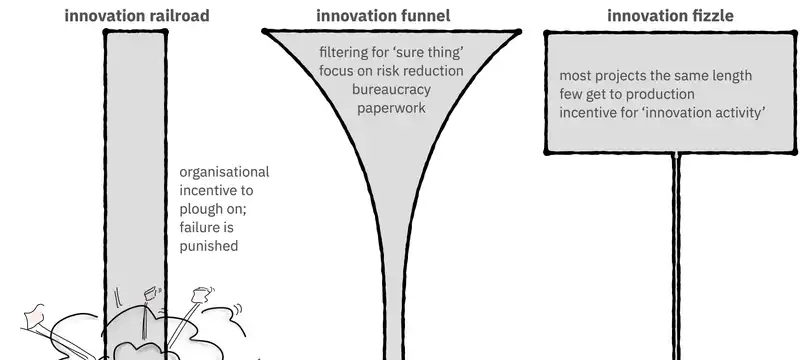 innovation railroad
organisational
incentive to
plough on;
failure is
punished
innovation funnel
filtering for ‘sure thing’
focus on risk reduction
bureaucracy
paperwork
innovation fizzle
most projects the same length
few get to production
incentive for ‘innovation activity’